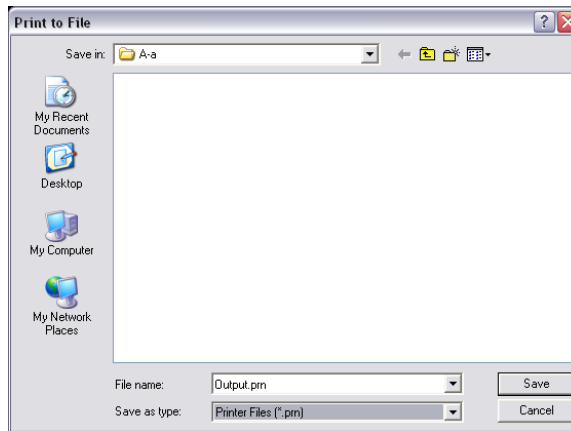 Print to File
Save in:
A-a
My Recent
Documents
Desktop
My Computer
My Network
Places
File name:
Output.prn
Save
Save as type:
Printer Files (*.prn)
Cancel